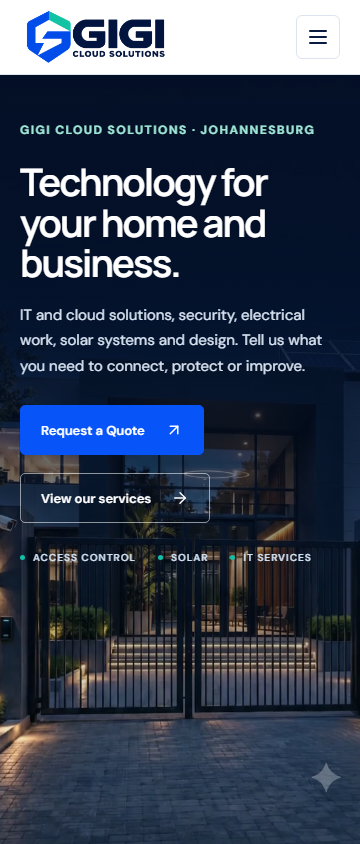 GIGI
CLOUD SOLUTIONS
GIGI CLOUD SOLUTIONS · JOHANNESBURG
Technology for
your home and
business.
IT and cloud solutions, security, electrical
work, solar systems and design. Tell us what
you need to connect, protect or improve.
Request a Quote
View our services
ACCESS CONTROL
SOLAR
IT SERVICES